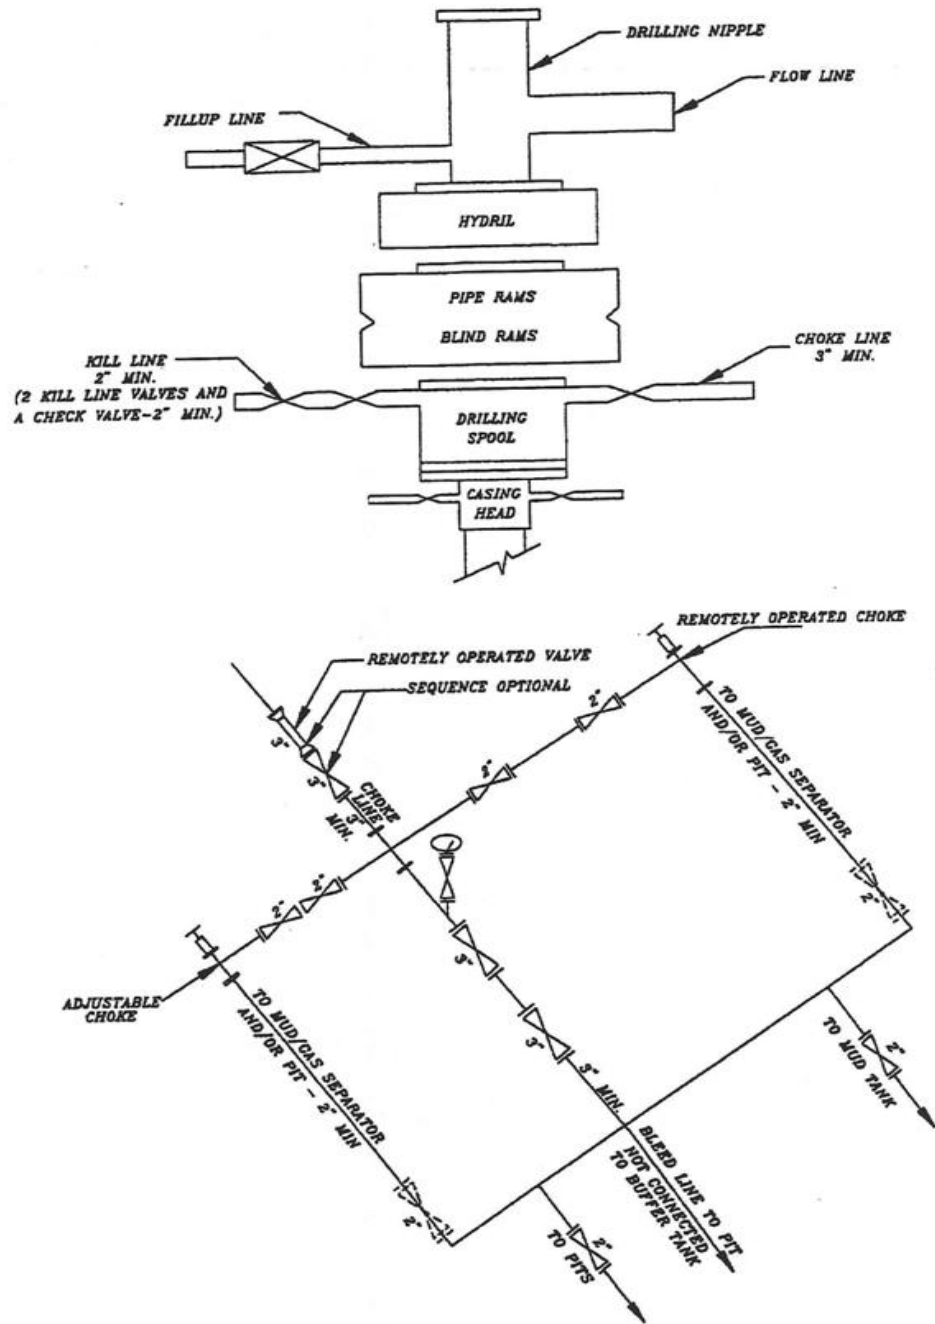 DRILLING NIPPLE
FLOW LINE
FILLUP LINE
HYDRIL
PIPE RAMS
BLIND RAMS
KILL LINE
2" MIN.
(2 KILL LINE VALVES AND
A CHECK VALVE-2" MIN.)
CHOKE LINE
3" MIN.
DRILLING
SPOOL
CASING
HEAD
REMOTELY OPERATED CHOKE
REMOTELY OPERATED VALVE
SEQUENCE OPTIONAL
3"
3"
CHOKE
LINE
3"
MIN.
2"
2"
TO MUD/GAS SEPARATOR
AND/OR PIT - 2" MIN
2"
2"
2"
ADJUSTABLE
CHOKE
TO MUD/GAS SEPARATOR
AND/OR PIT - 2" MIN
2"
3"
3"
3" MIN.
BLEED LINE TO PIT
NOT CONNECTED
TO BUFFER TANK
2"
TO MUD TANK
2"
TO PITS